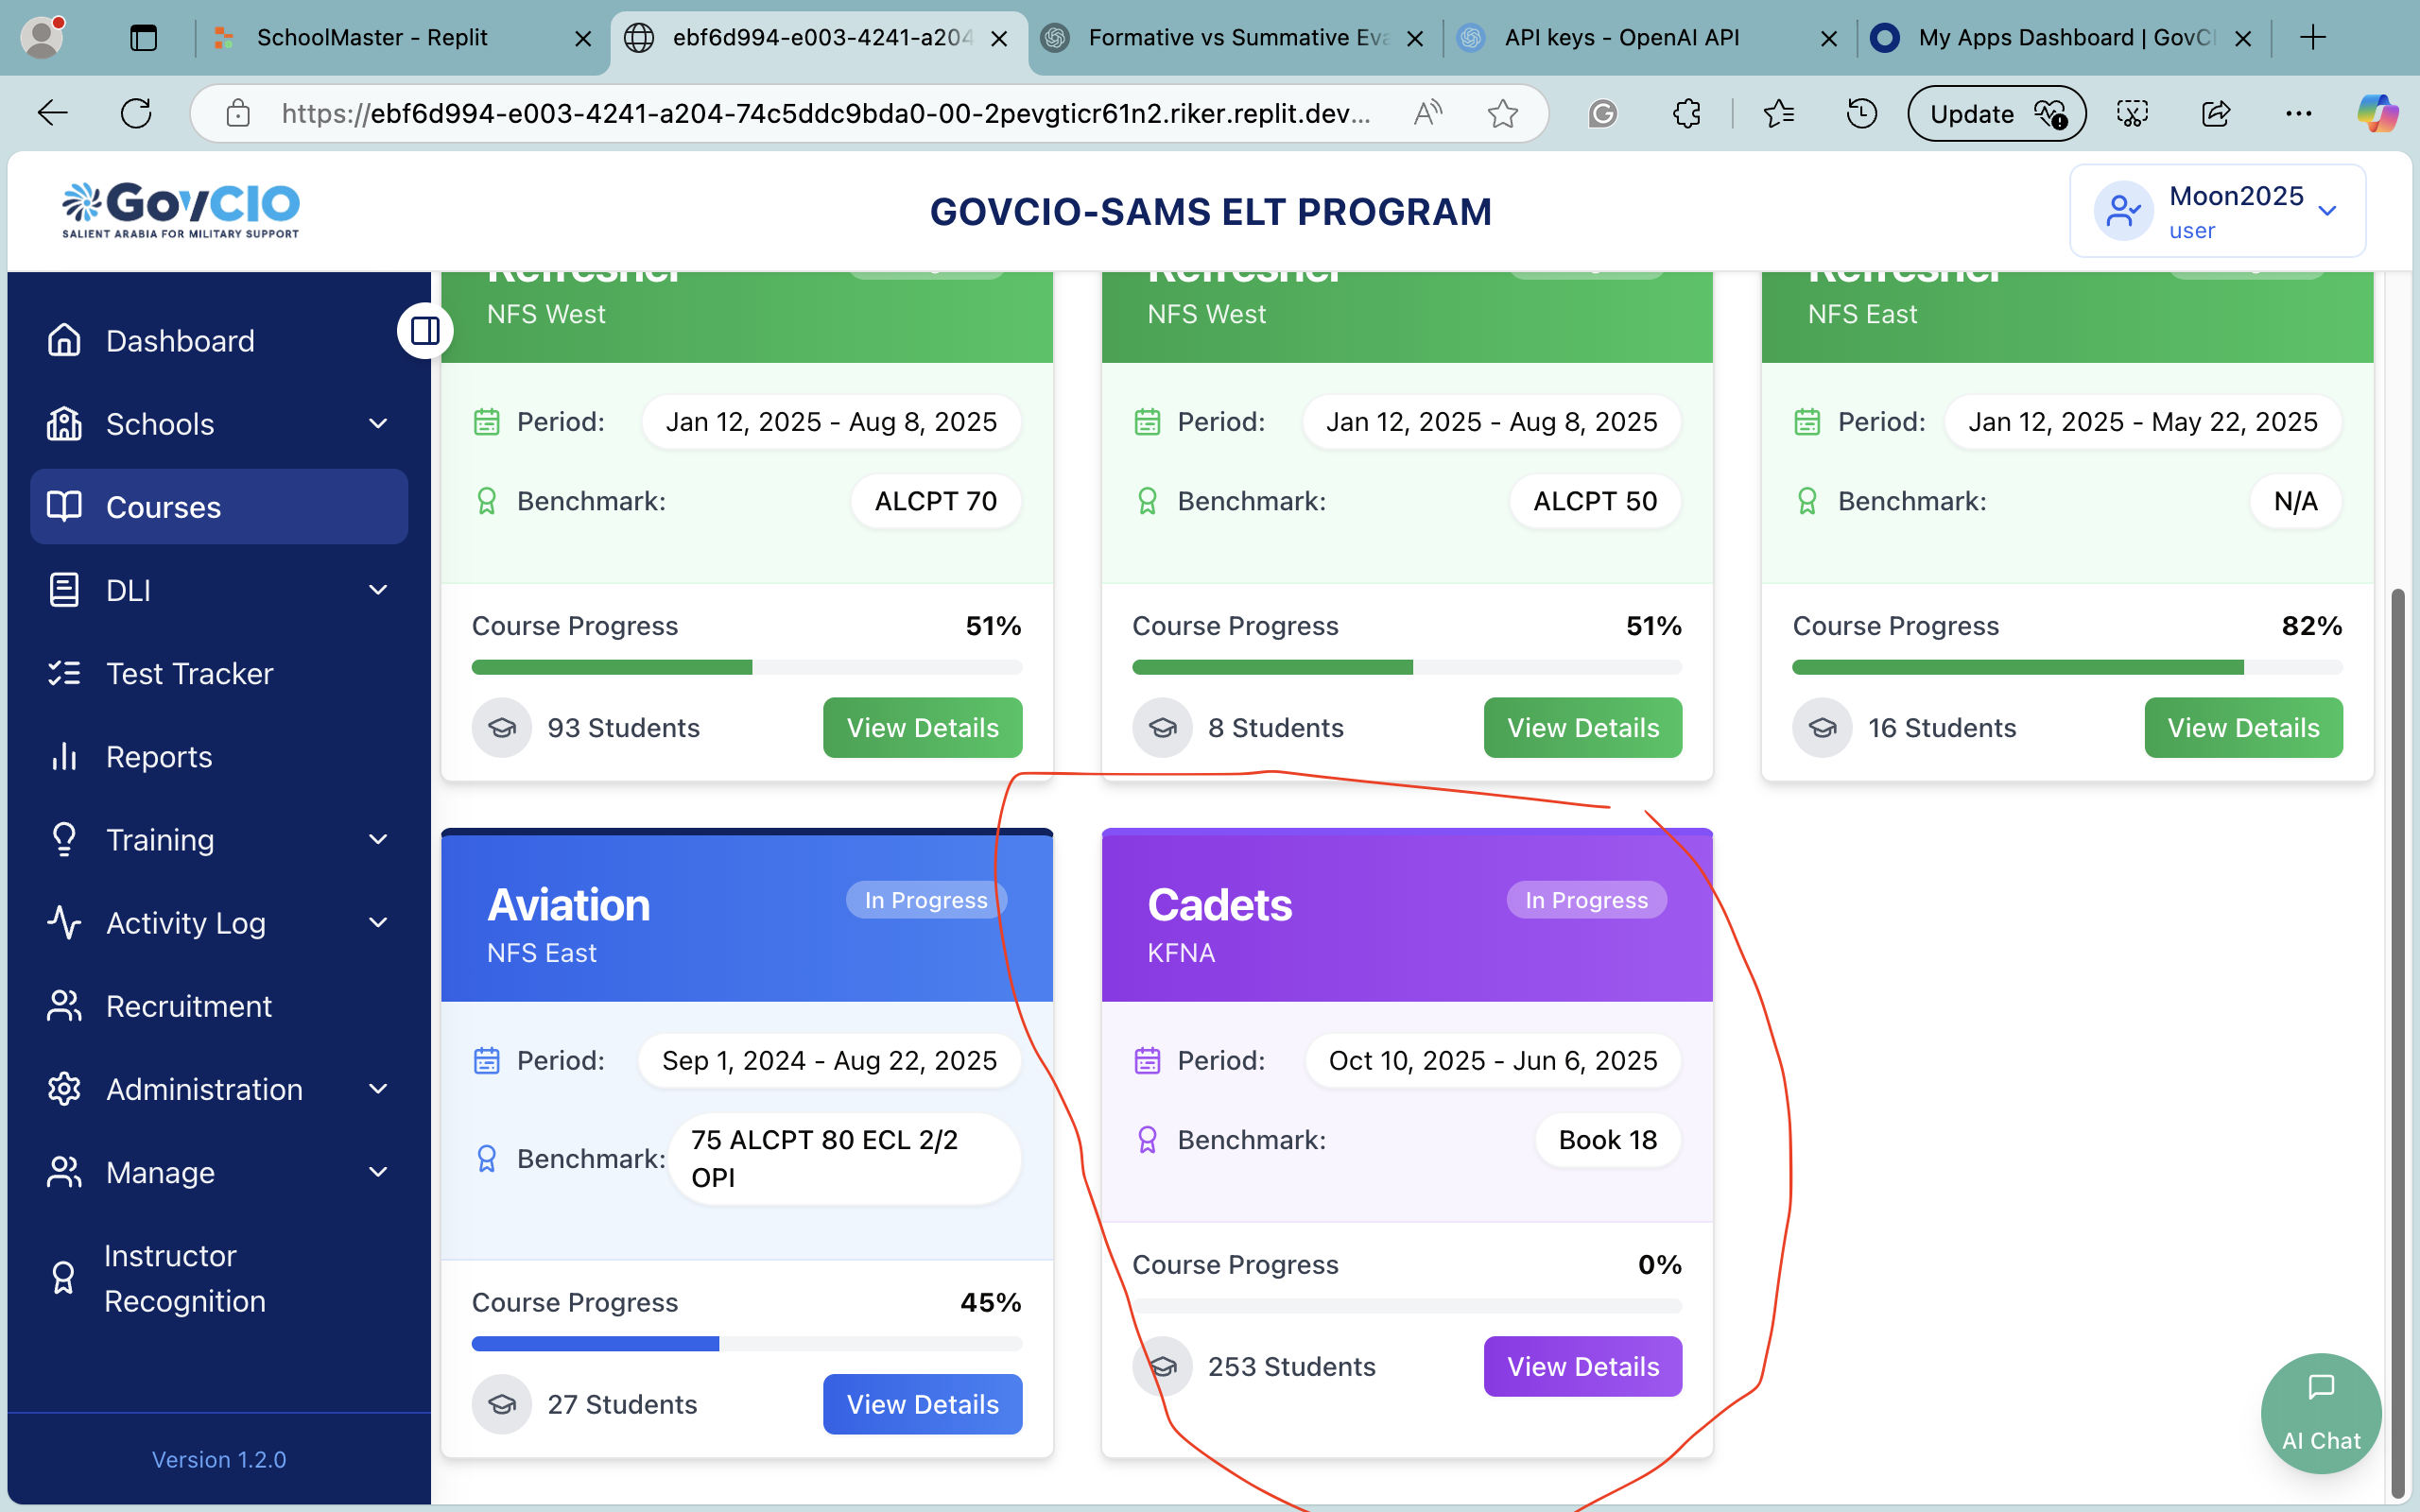 SchoolMaster - Replit
ebf6d994-e003-4241-a204
Formative vs Summative Eva
API keys - OpenAI API
My Apps Dashboard | GovCI
https://ebf6d994-e003-4241-a204-74c5ddc9bda0-00-2pevgticr61n2.riker.replit.dev...
Update
GovCIO
SALIENT ARABIA FOR MILITARY SUPPORT
GOVCIO-SAMS ELT PROGRAM
Moon2025
user
Dashboard
Schools
Courses
DLI
Test Tracker
Reports
Training
Activity Log
Recruitment
Administration
Manage
Instructor
Recognition
Version 1.2.0
Refresher
NFS West
Period:
Jan 12, 2025 - Aug 8, 2025
Benchmark:
ALCPT 70
Course Progress
51%
93 Students
View Details
Refresher
NFS West
Period:
Jan 12, 2025 - Aug 8, 2025
Benchmark:
ALCPT 50
Course Progress
51%
8 Students
View Details
Refresher
NFS East
Period:
Jan 12, 2025 - May 22, 2025
Benchmark:
N/A
Course Progress
82%
16 Students
View Details
Aviation
In Progress
NFS East
Period:
Sep 1, 2024 - Aug 22, 2025
Benchmark:
75 ALCPT 80 ECL 2/2
OPI
Course Progress
45%
27 Students
View Details
Cadets
In Progress
KFNA
Period:
Oct 10, 2025 - Jun 6, 2025
Benchmark:
Book 18
Course Progress
0%
253 Students
View Details
AI Chat